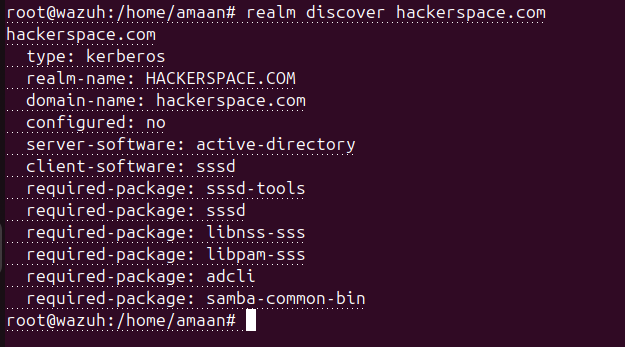 root@wazuh:/home/amaan# realm discover hackerspace.com
hackerspace.com
type: kerberos
realm-name: HACKERSPACE.COM
domain-name: hackerspace.com
configured: no
server-software: active-directory
client-software: sssd
required-package: sssd-tools
required-package: sssd
required-package: libnss-sss
required-package: libpam-sss
required-package: adcli
required-package: samba-common-bin
root@wazuh:/home/amaan#